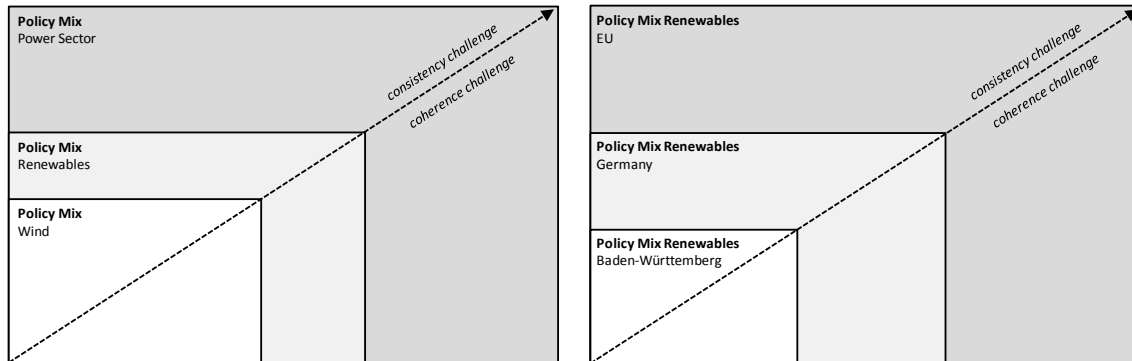 Policy Mix
Power Sector
consistency challenge
coherence challenge
Policy Mix
Renewables
Policy Mix
Wind
Policy Mix Renewables
EU
consistency challenge
coherence challenge
Policy Mix Renewables
Germany
Policy Mix Renewables
Baden-Württemberg